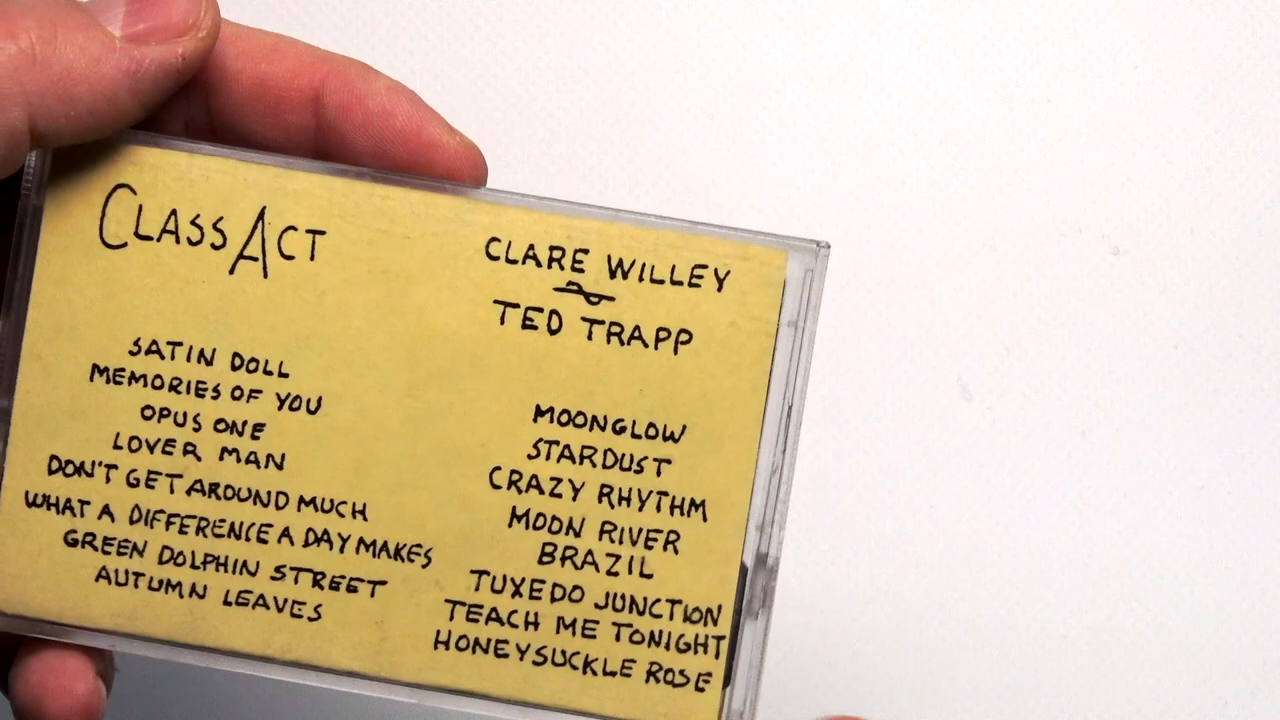 CLASS ACT
SATIN DOLL
MEMORIES OF YOU
OPUS ONE
LOVER MAN
DON'T GET AROUND MUCH
WHAT A DIFFERENCE A DAY MAKES
GREEN DOLPHIN STREET
AUTUMN LEAVES
CLARE WILLEY
TED TRAPP
MOONGLOW
STARDUST
CRAZY RHYTHM
MOON RIVER
BRAZIL
TUXEDO JUNCTION
TEACH ME TONIGHT
HONEYSUCKLE ROSE